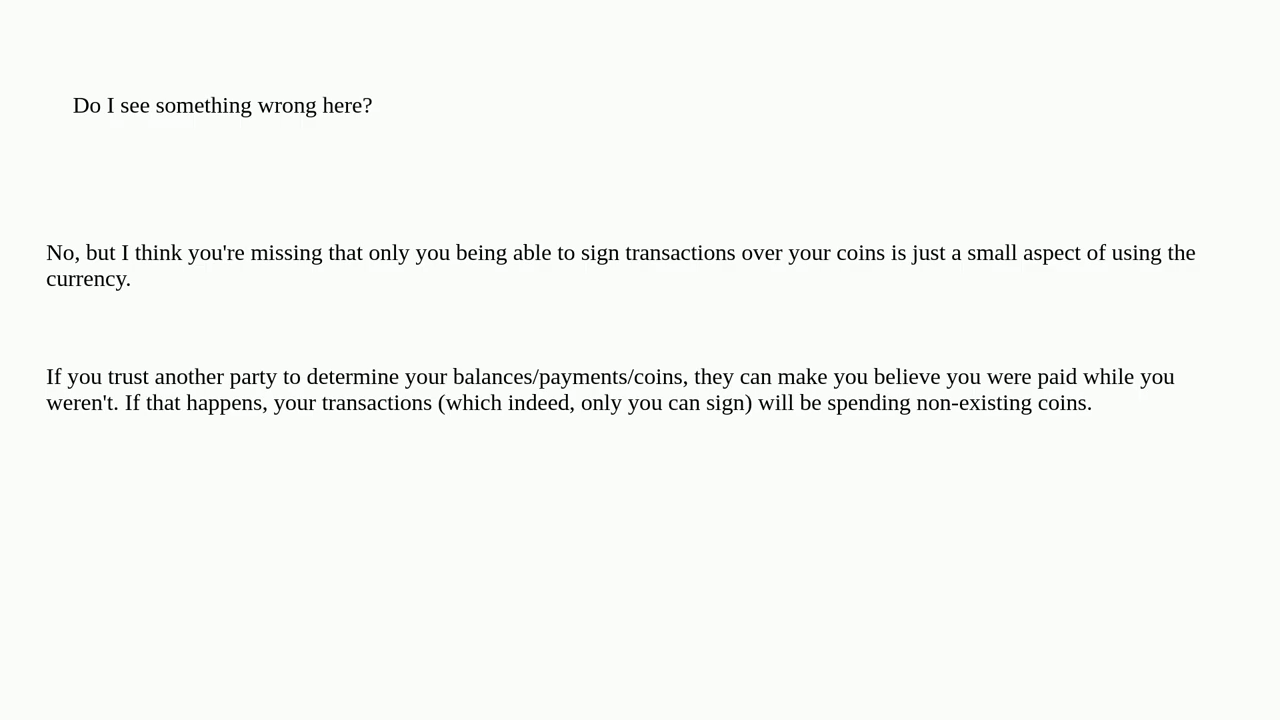 Do I see something wrong here?
No, but I think you're missing that only you being able to sign transactions over your coins is just a small aspect of using the
currency.
If you trust another party to determine your balances/payments/coins, they can make you believe you were paid while you
weren't. If that happens, your transactions (which indeed, only you can sign) will be spending non-existing coins.